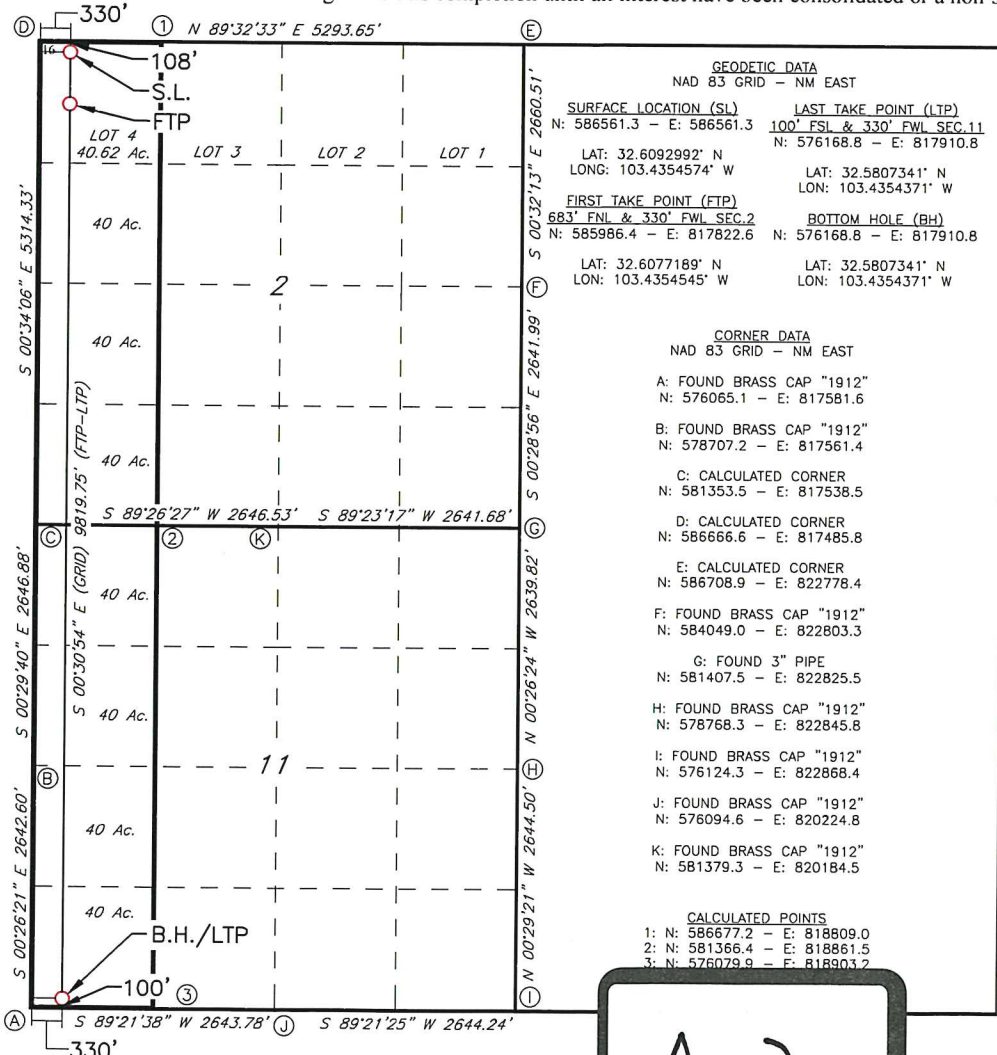 330'
D 1 N 89°32'33" E 5293.65' E
16
108'
S.L.
FTP
LOT 4
40.62 Ac.
LOT 3
LOT 2
LOT 1
40 Ac.
2
40 Ac.
40 Ac.
S 00°34'06" E 5314.33'
S 00°32'13" E 2660.51'
F
S 00°28'56" E 2641.99'
S 89°26'27" W 2646.53' S 89°23'17" W 2641.68'
C 2 K G
S 00°30'54" E (GRID) 9819.75' (FTP-LTP)
40 Ac.
40 Ac.
11
S 00°29'40" E 2646.88'
N 00°26'24" W 2639.82'
B H
40 Ac.
40 Ac.
S 00°26'21" E 2642.60'
N 00°29'21" W 2644.50'
B.H./LTP
100'
3
I
A S 89°21'38" W 2643.78' J S 89°21'25" W 2644.24'
330'
GEODETIC DATA
NAD 83 GRID - NM EAST
SURFACE LOCATION (SL)
N: 586561.3 - E: 586561.3
LAT: 32.6092992° N
LONG: 103.4354574° W
FIRST TAKE POINT (FTP)
683' FNL & 330' FWL SEC.2
N: 585986.4 - E: 817822.6
LAT: 32.6077189° N
LON: 103.4354545° W
LAST TAKE POINT (LTP)
100' FSL & 330' FWL SEC.11
N: 576168.8 - E: 817910.8
LAT: 32.5807341° N
LON: 103.4354371° W
BOTTOM HOLE (BH)
N: 576168.8 - E: 817910.8
LAT: 32.5807341° N
LON: 103.4354371° W
CORNER DATA
NAD 83 GRID - NM EAST
A: FOUND BRASS CAP "1912"
N: 576065.1 - E: 817581.6
B: FOUND BRASS CAP "1912"
N: 578707.2 - E: 817561.4
C: CALCULATED CORNER
N: 581353.5 - E: 817538.5
D: CALCULATED CORNER
N: 586666.6 - E: 817485.8
E: CALCULATED CORNER
N: 586708.9 - E: 822778.4
F: FOUND BRASS CAP "1912"
N: 584049.0 - E: 822803.3
G: FOUND 3" PIPE
N: 581407.5 - E: 822825.5
H: FOUND BRASS CAP "1912"
N: 578768.3 - E: 822845.8
I: FOUND BRASS CAP "1912"
N: 576124.3 - E: 822868.4
J: FOUND BRASS CAP "1912"
N: 576094.6 - E: 820224.8
K: FOUND BRASS CAP "1912"
N: 581379.3 - E: 820184.5
CALCULATED POINTS
1: N: 586677.2 - E: 818809.0
2: N: 581366.4 - E: 818861.5
3: N: 576079.9 - E: 818903.2